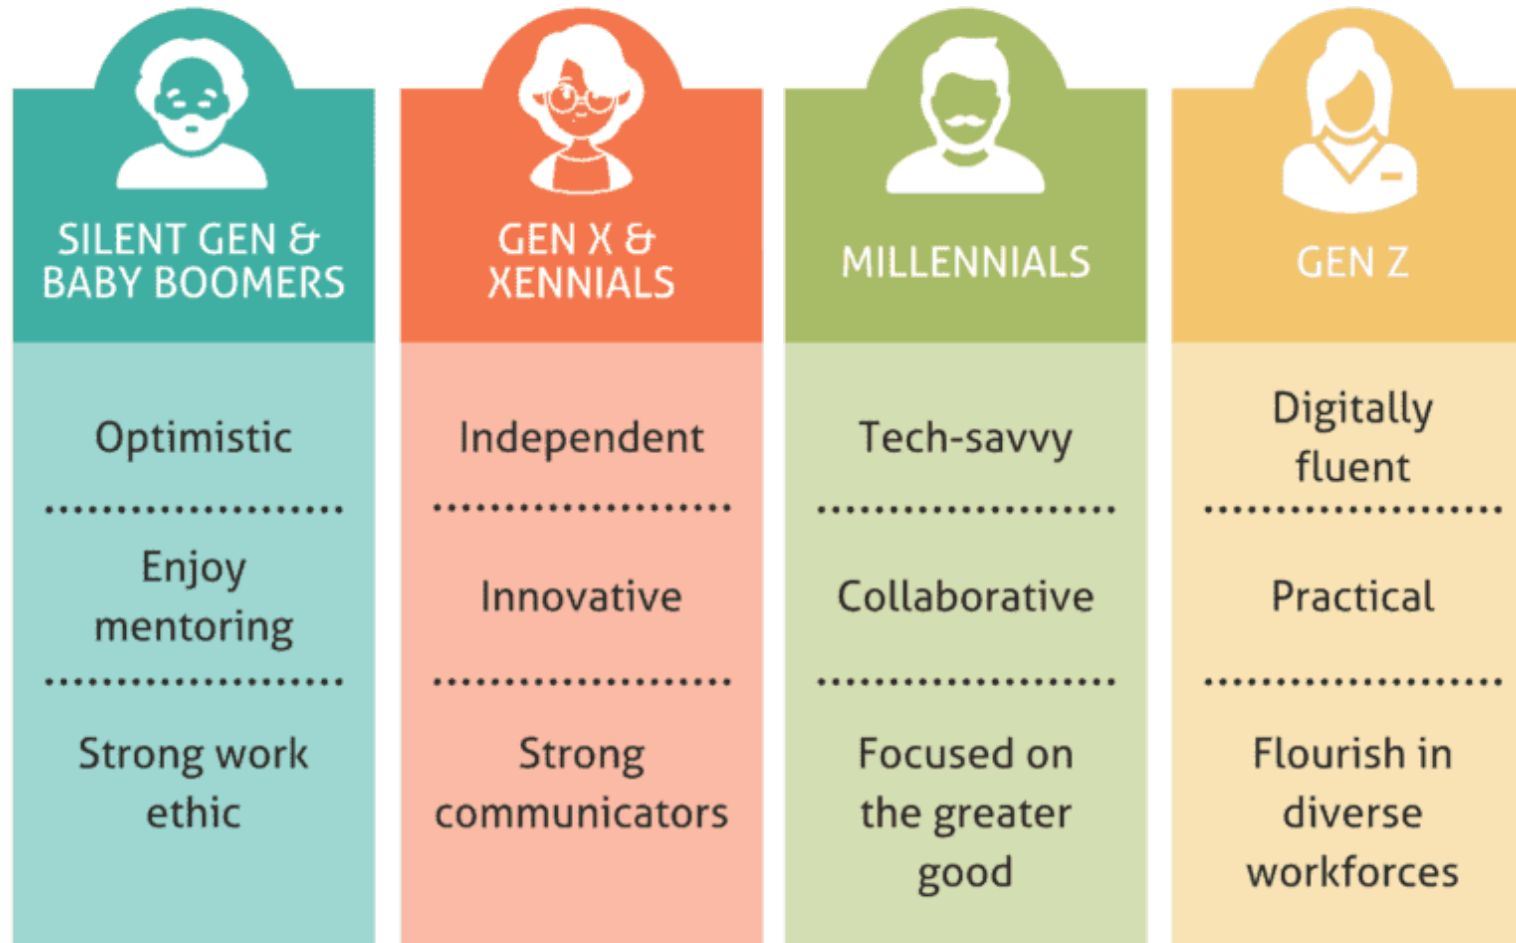 SILENT GEN &
BABY BOOMERS
Optimistic
Enjoy
mentoring
Strong work
ethic
GEN X &
XENNIALS
Independent
Innovative
Strong
communicators
MILLENNIALS
Tech-savvy
Collaborative
Focused on
the greater
good
GEN Z
Digitally
fluent
Practical
Flourish in
diverse
workforces